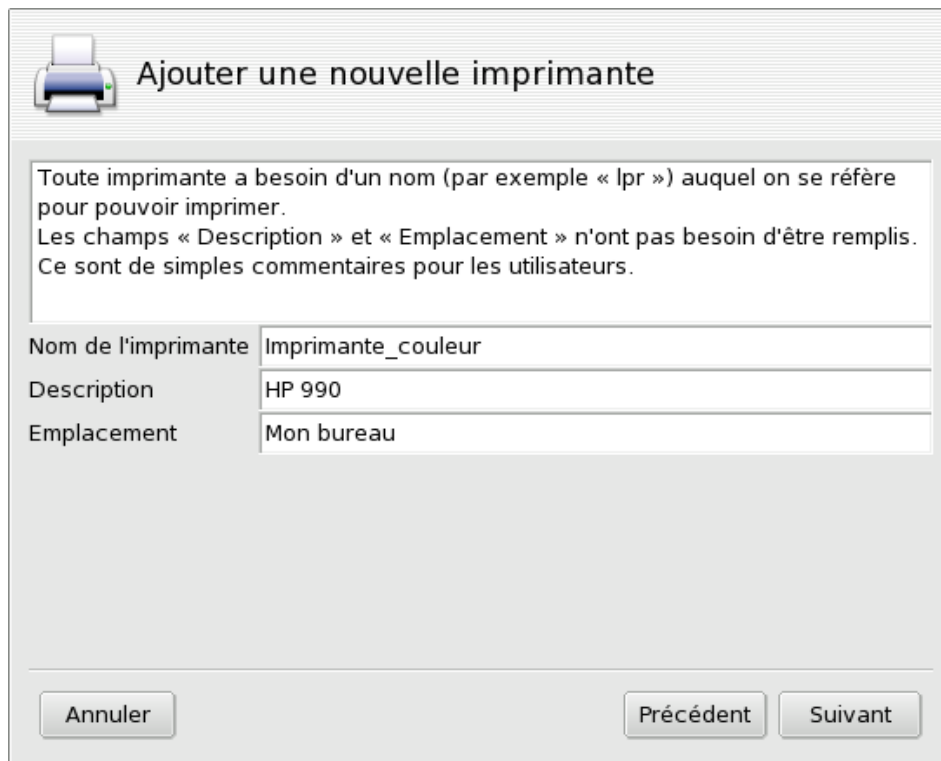 Ajouter une nouvelle imprimante
Toute imprimante a besoin d'un nom (par exemple « lpr ») auquel on se réfère
pour pouvoir imprimer.
Les champs « Description » et « Emplacement » n'ont pas besoin d'être remplis.
Ce sont de simples commentaires pour les utilisateurs.
Nom de l'imprimante Imprimante_couleur
Description HP 990
Emplacement Mon bureau
Annuler Précédent Suivant